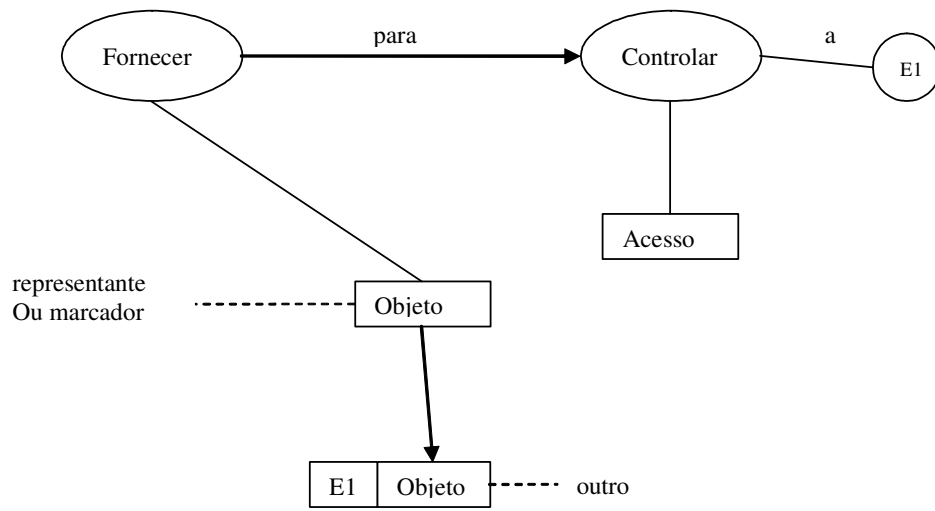 para
a
Fornecer
Controlar
E1
Acesso
representante
Ou marcador
Objeto
E1
Objeto
outro